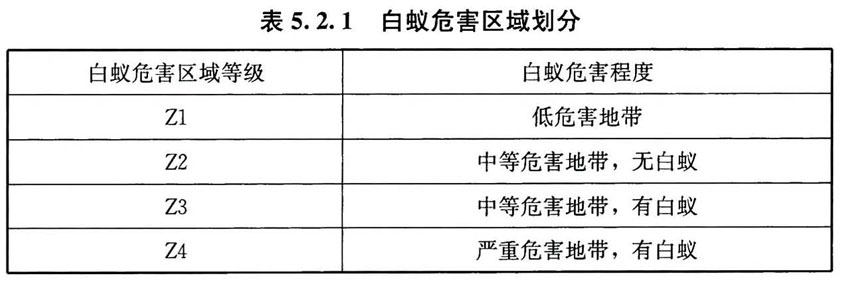 表 5.2.1 白蚁危害区域划分
白蚁危害区域等级 白蚁危害程度
Z1 低危害地带
Z2 中等危害地带，无白蚁
Z3 中等危害地带，有白蚁
Z4 严重危害地带，有白蚁